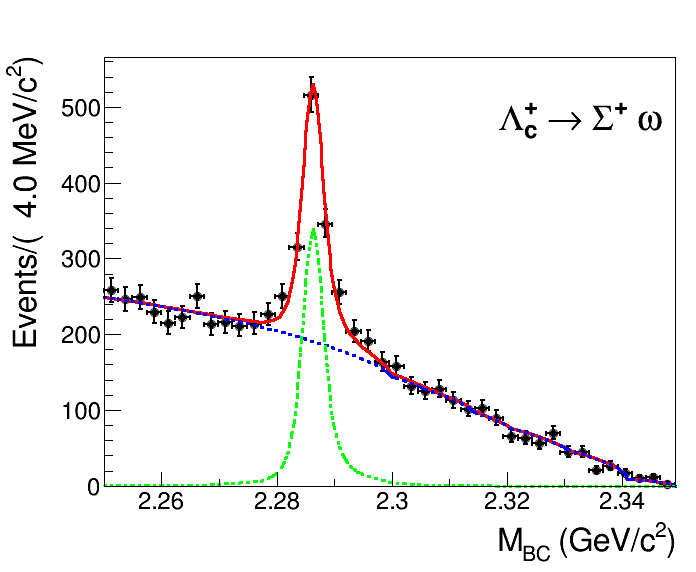 Events/( 4.0 MeV/c²)
500
400
300
200
100
0
Λc⁺ → Σ⁺ ω
2.26 2.28 2.3 2.32 2.34
M_BC (GeV/c²)